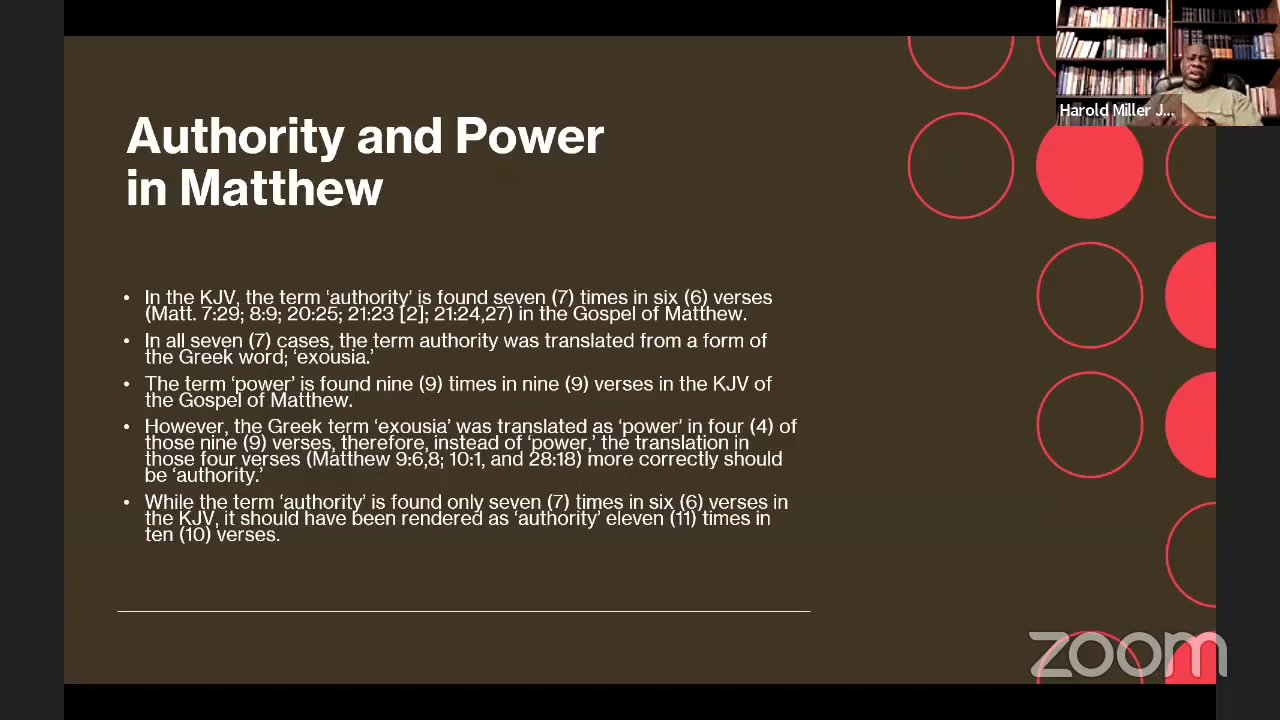 Authority and Power
in Matthew
Harold Miller J...
• In the KJV, the term ‘authority’ is found seven (7) times in six (6) verses
(Matt. 7:29; 8:9; 20:25; 21:23 [2]; 21:24,27) in the Gospel of Matthew.
• In all seven (7) cases, the term authority was translated from a form of
the Greek word; ‘exousia.’
• The term ‘power’ is found nine (9) times in nine (9) verses in the KJV of
the Gospel of Matthew.
• However, the Greek term ‘exousia’ was translated as ‘power’ in four (4) of
those nine (9) verses, therefore, instead of ‘power,’ the translation in
those four verses (Matthew 9:6,8; 10:1, and 28:18) more correctly should
be ‘authority.’
• While the term ‘authority’ is found only seven (7) times in six (6) verses in
the KJV, it should have been rendered as ‘authority’ eleven (11) times in
ten (10) verses.
zoom